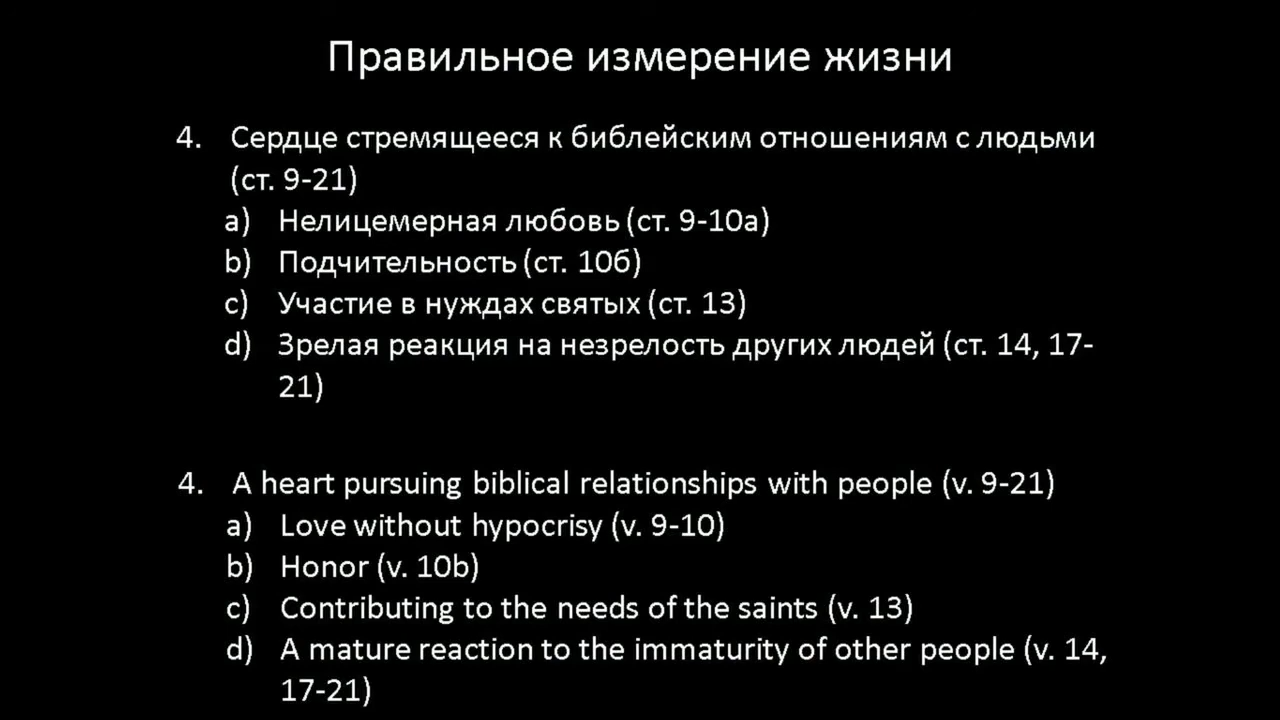 Правильное измерение жизни
4. Сердце стремящееся к библейским отношениям с людьми
(ст. 9-21)
a) Нелицемерная любовь (ст. 9-10а)
b) Подчительность (ст. 10б)
c) Участие в нуждах святых (ст. 13)
d) Зрелая реакция на незрелость других людей (ст. 14, 17-
21)
4. A heart pursuing biblical relationships with people (v. 9-21)
a) Love without hypocrisy (v. 9-10)
b) Honor (v. 10b)
c) Contributing to the needs of the saints (v. 13)
d) A mature reaction to the immaturity of other people (v. 14,
17-21)